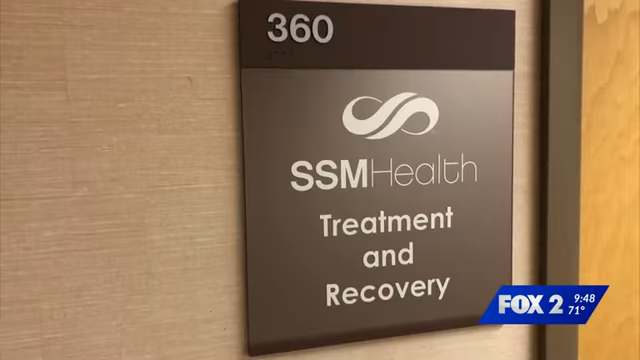 360
SSMHealth
Treatment
and
Recovery
FOX 2
9:48
71°